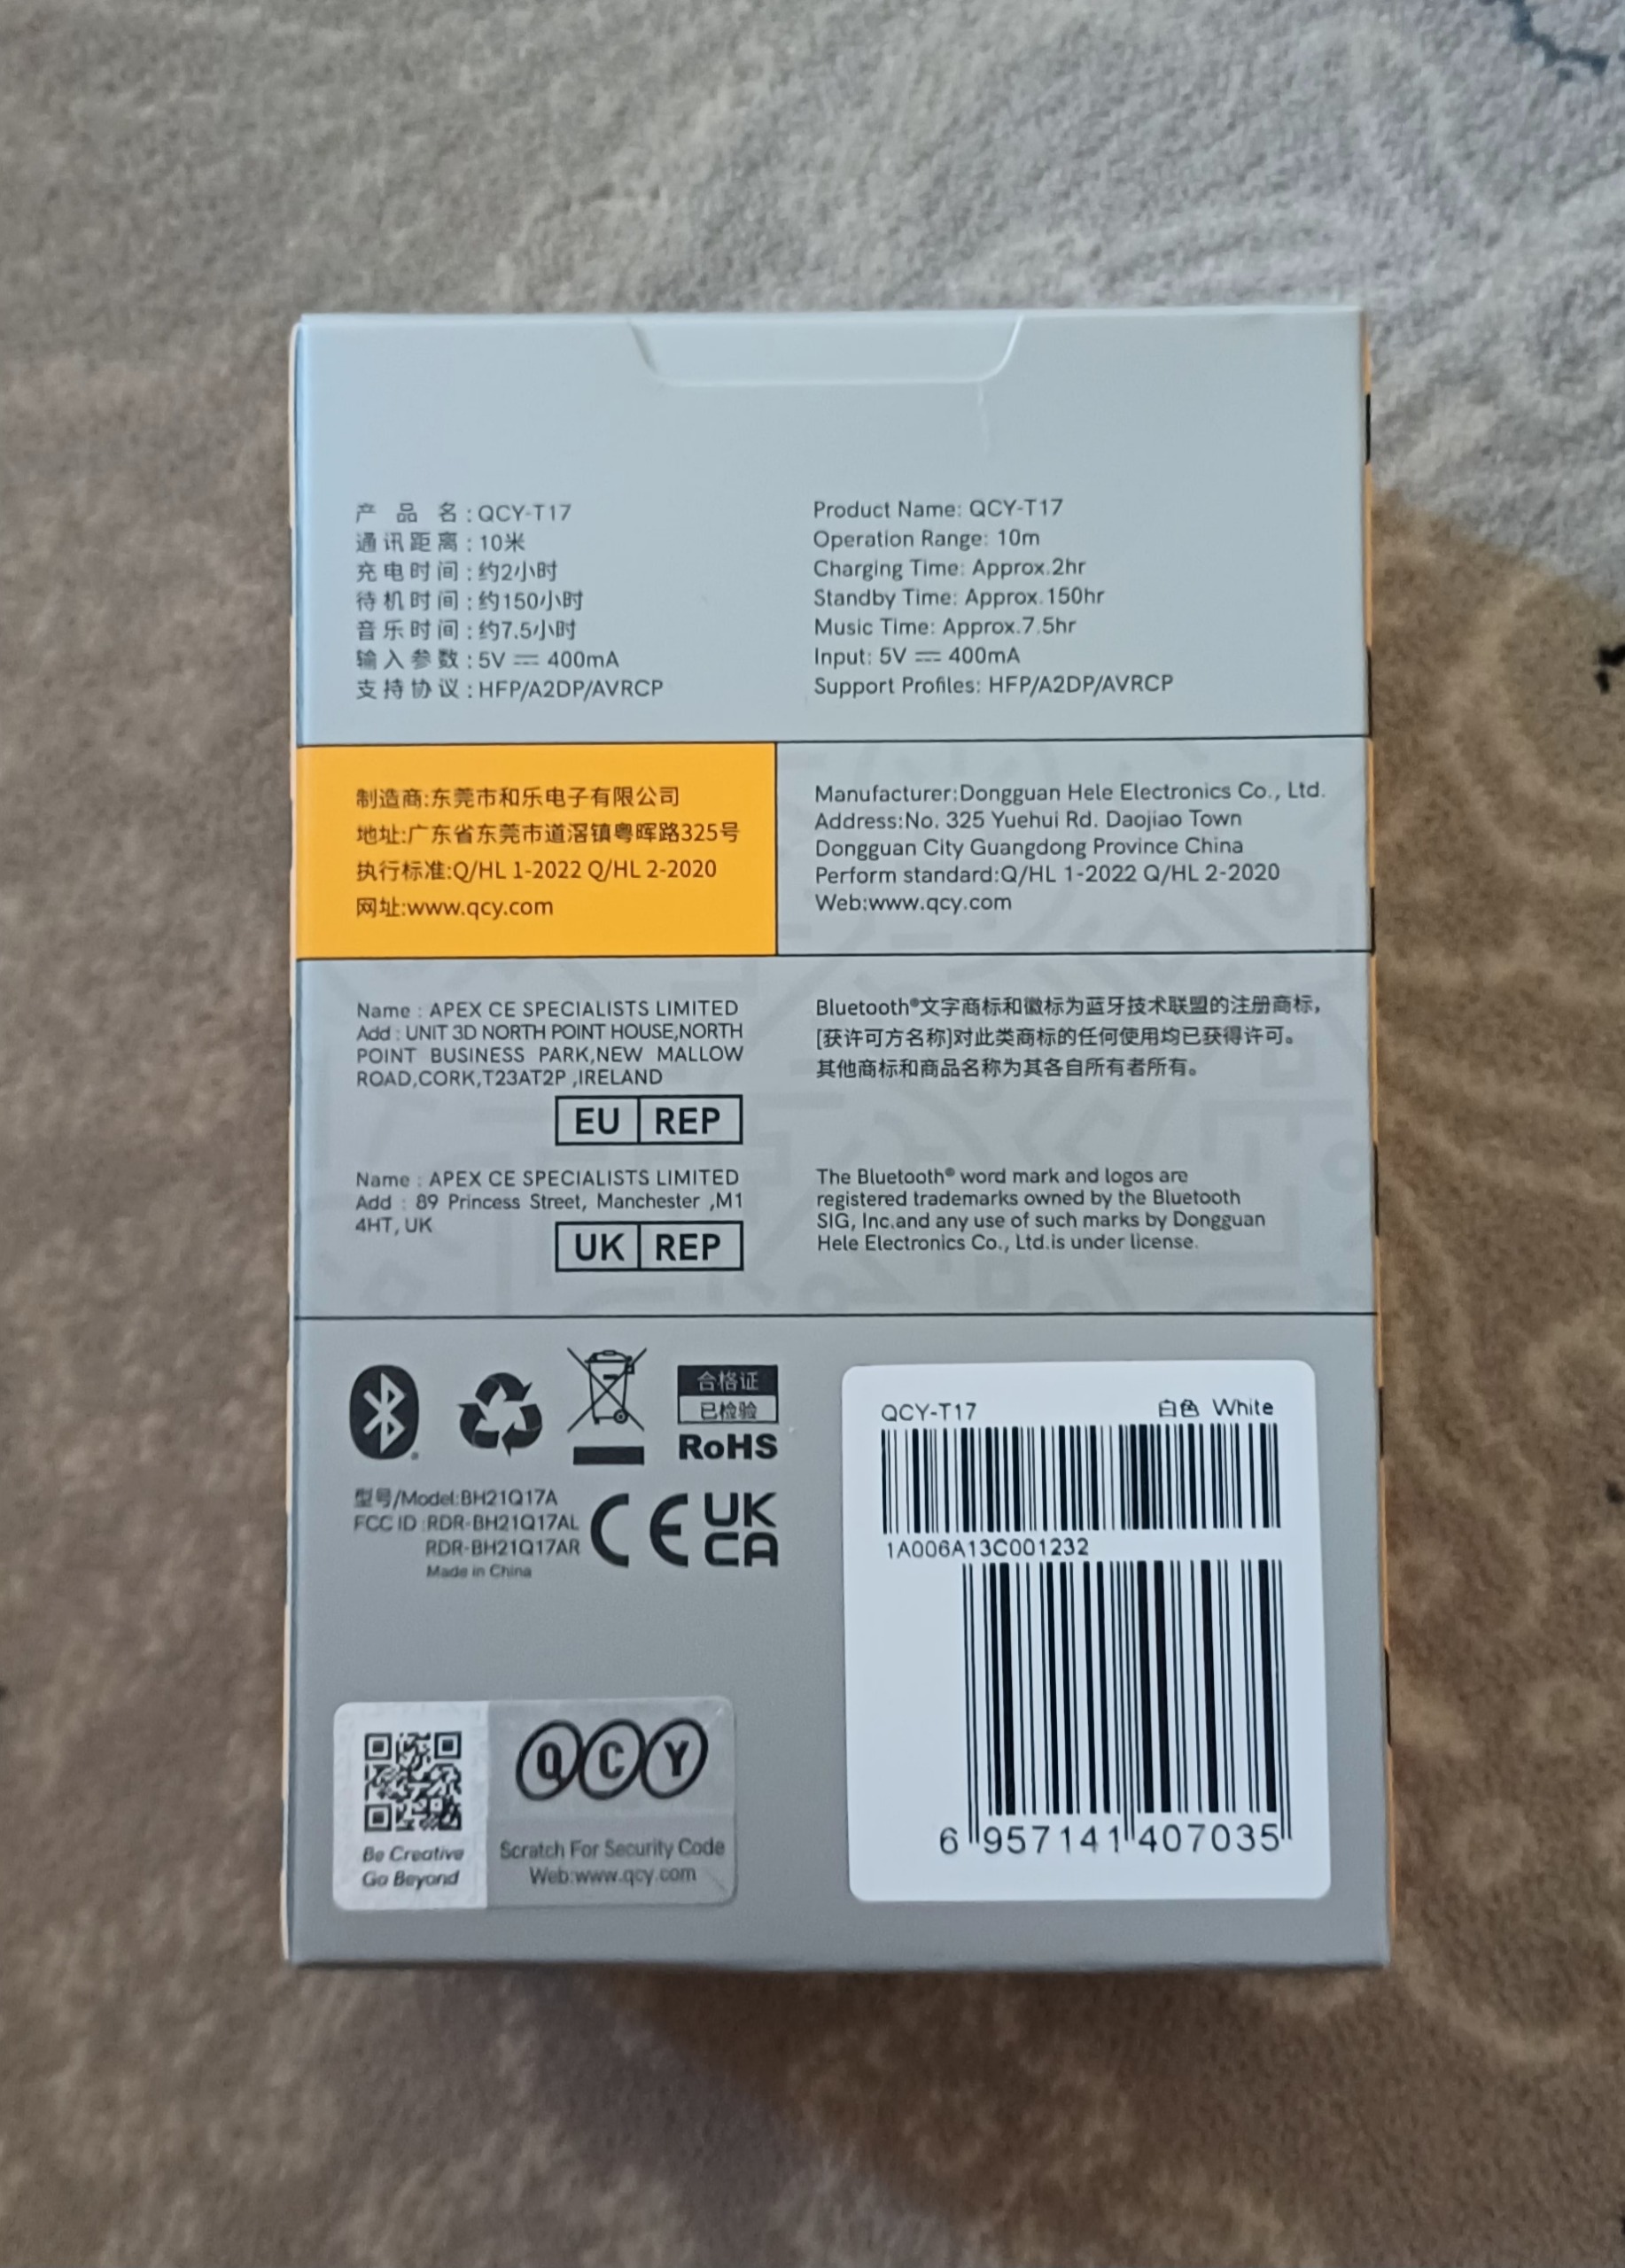 产 品 名:QCY-T17
通讯距离:10米
充电时间:约2小时
待机时间:约150小时
音乐时间:约7.5小时
输入参数:5V ⎓ 400mA
支持协议:HFP/A2DP/AVRCP
Product Name: QCY-T17
Operation Range: 10m
Charging Time: Approx.2hr
Standby Time: Approx.150hr
Music Time: Approx.7.5hr
Input: 5V ⎓ 400mA
Support Profiles: HFP/A2DP/AVRCP
制造商:东莞市和乐电子有限公司
地址:广东省东莞市道滘镇粤晖路325号
执行标准:Q/HL 1-2022 Q/HL 2-2020
网址:www.qcy.com
Manufacturer:Dongguan Hele Electronics Co., Ltd.
Address:No. 325 Yuehui Rd. Daojiao Town
Dongguan City Guangdong Province China
Perform standard:Q/HL 1-2022 Q/HL 2-2020
Web:www.qcy.com
Name : APEX CE SPECIALISTS LIMITED
Add : UNIT 3D NORTH POINT HOUSE,NORTH
POINT BUSINESS PARK,NEW MALLOW
ROAD,CORK,T23AT2P ,IRELAND
EU REP
Name : APEX CE SPECIALISTS LIMITED
Add : 89 Princess Street, Manchester ,M1
4HT, UK
UK REP
Bluetooth®文字商标和徽标为蓝牙技术联盟的注册商标，
[获许可方名称]对此类商标的任何使用均已获得许可。
其他商标和商品名称为其各自所有者所有。
The Bluetooth® word mark and logos are
registered trademarks owned by the Bluetooth
SIG, Inc.and any use of such marks by Dongguan
Hele Electronics Co., Ltd.is under license.
合格证
已检验
RoHS
型号/Model:BH21Q17A
FCC ID :RDR-BH21Q17AL
RDR-BH21Q17AR
Made in China
CE
UK
CA
QCY-T17 白色 White
1A006A13C001232
6 957141 407035
QCY
Be Creative
Go Beyond
Scratch For Security Code
Web:www.qcy.com